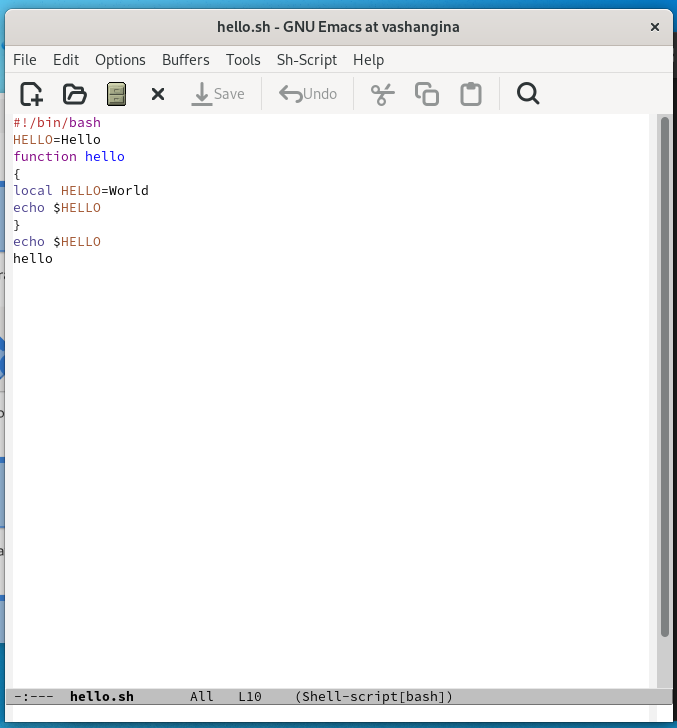 hello.sh - GNU Emacs at vashangina
File Edit Options Buffers Tools Sh-Script Help
Save Undo
#!/bin/bash
HELLO=Hello
function hello
{
local HELLO=World
echo $HELLO
}
echo $HELLO
hello
-:--- hello.sh All L10 (Shell-script[bash])